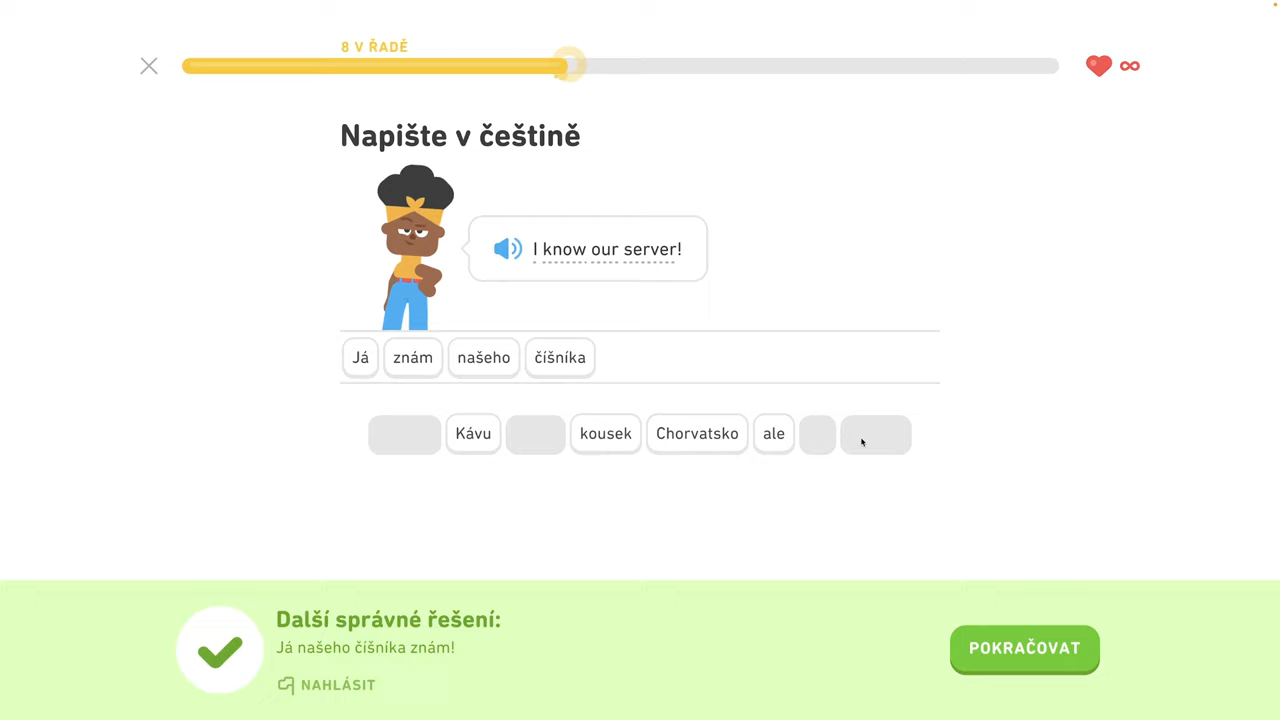 8 V ŘADĚ
Napište v češtině
I know our server!
Já znám našeho číšníka
Kávu kousek Chorvatsko ale
Další správné řešení:
Já našeho číšníka znám!
NAHLÁSIT
POKRAČOVAT